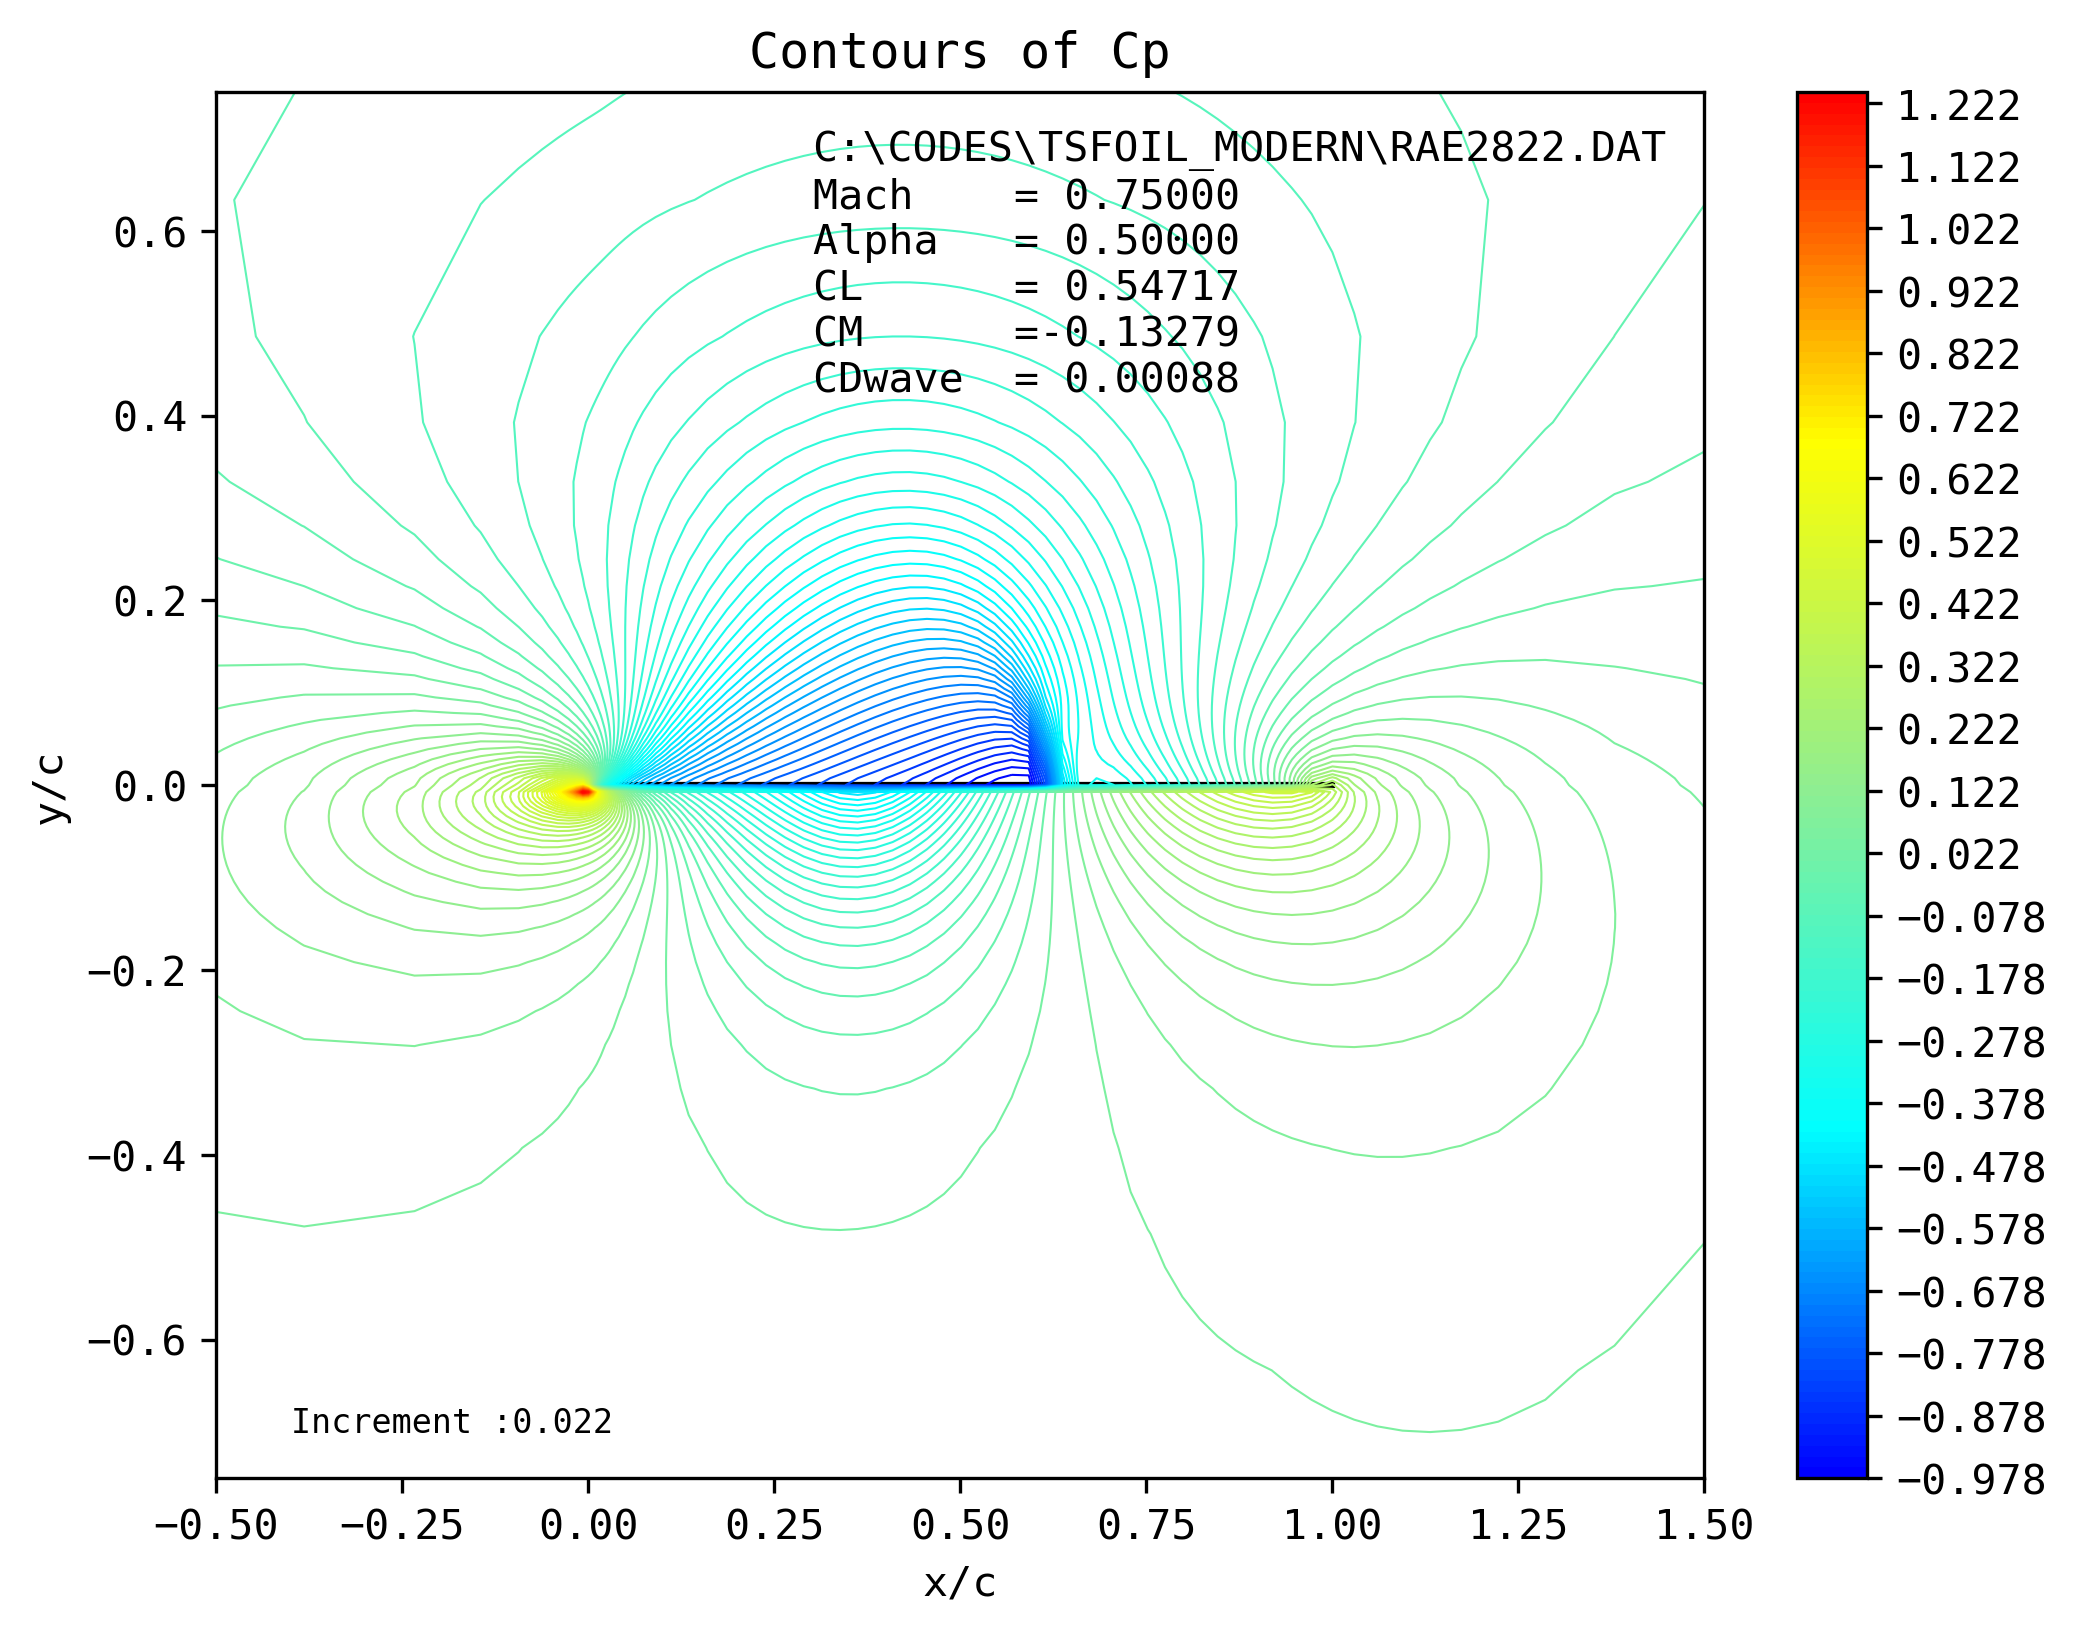 Contours of Cp
C:\CODES\TSFOIL_MODERN\RAE2822.DAT
Mach    = 0.75000
Alpha   = 0.50000
CL      = 0.54717
CM      =-0.13279
CDwave  = 0.00088
y/c
0.6
0.4
0.2
0.0
−0.2
−0.4
−0.6
Increment :0.022
−0.50 −0.25 0.00 0.25 0.50 0.75 1.00 1.25 1.50
x/c
1.222
1.122
1.022
0.922
0.822
0.722
0.622
0.522
0.422
0.322
0.222
0.122
0.022
−0.078
−0.178
−0.278
−0.378
−0.478
−0.578
−0.678
−0.778
−0.878
−0.978